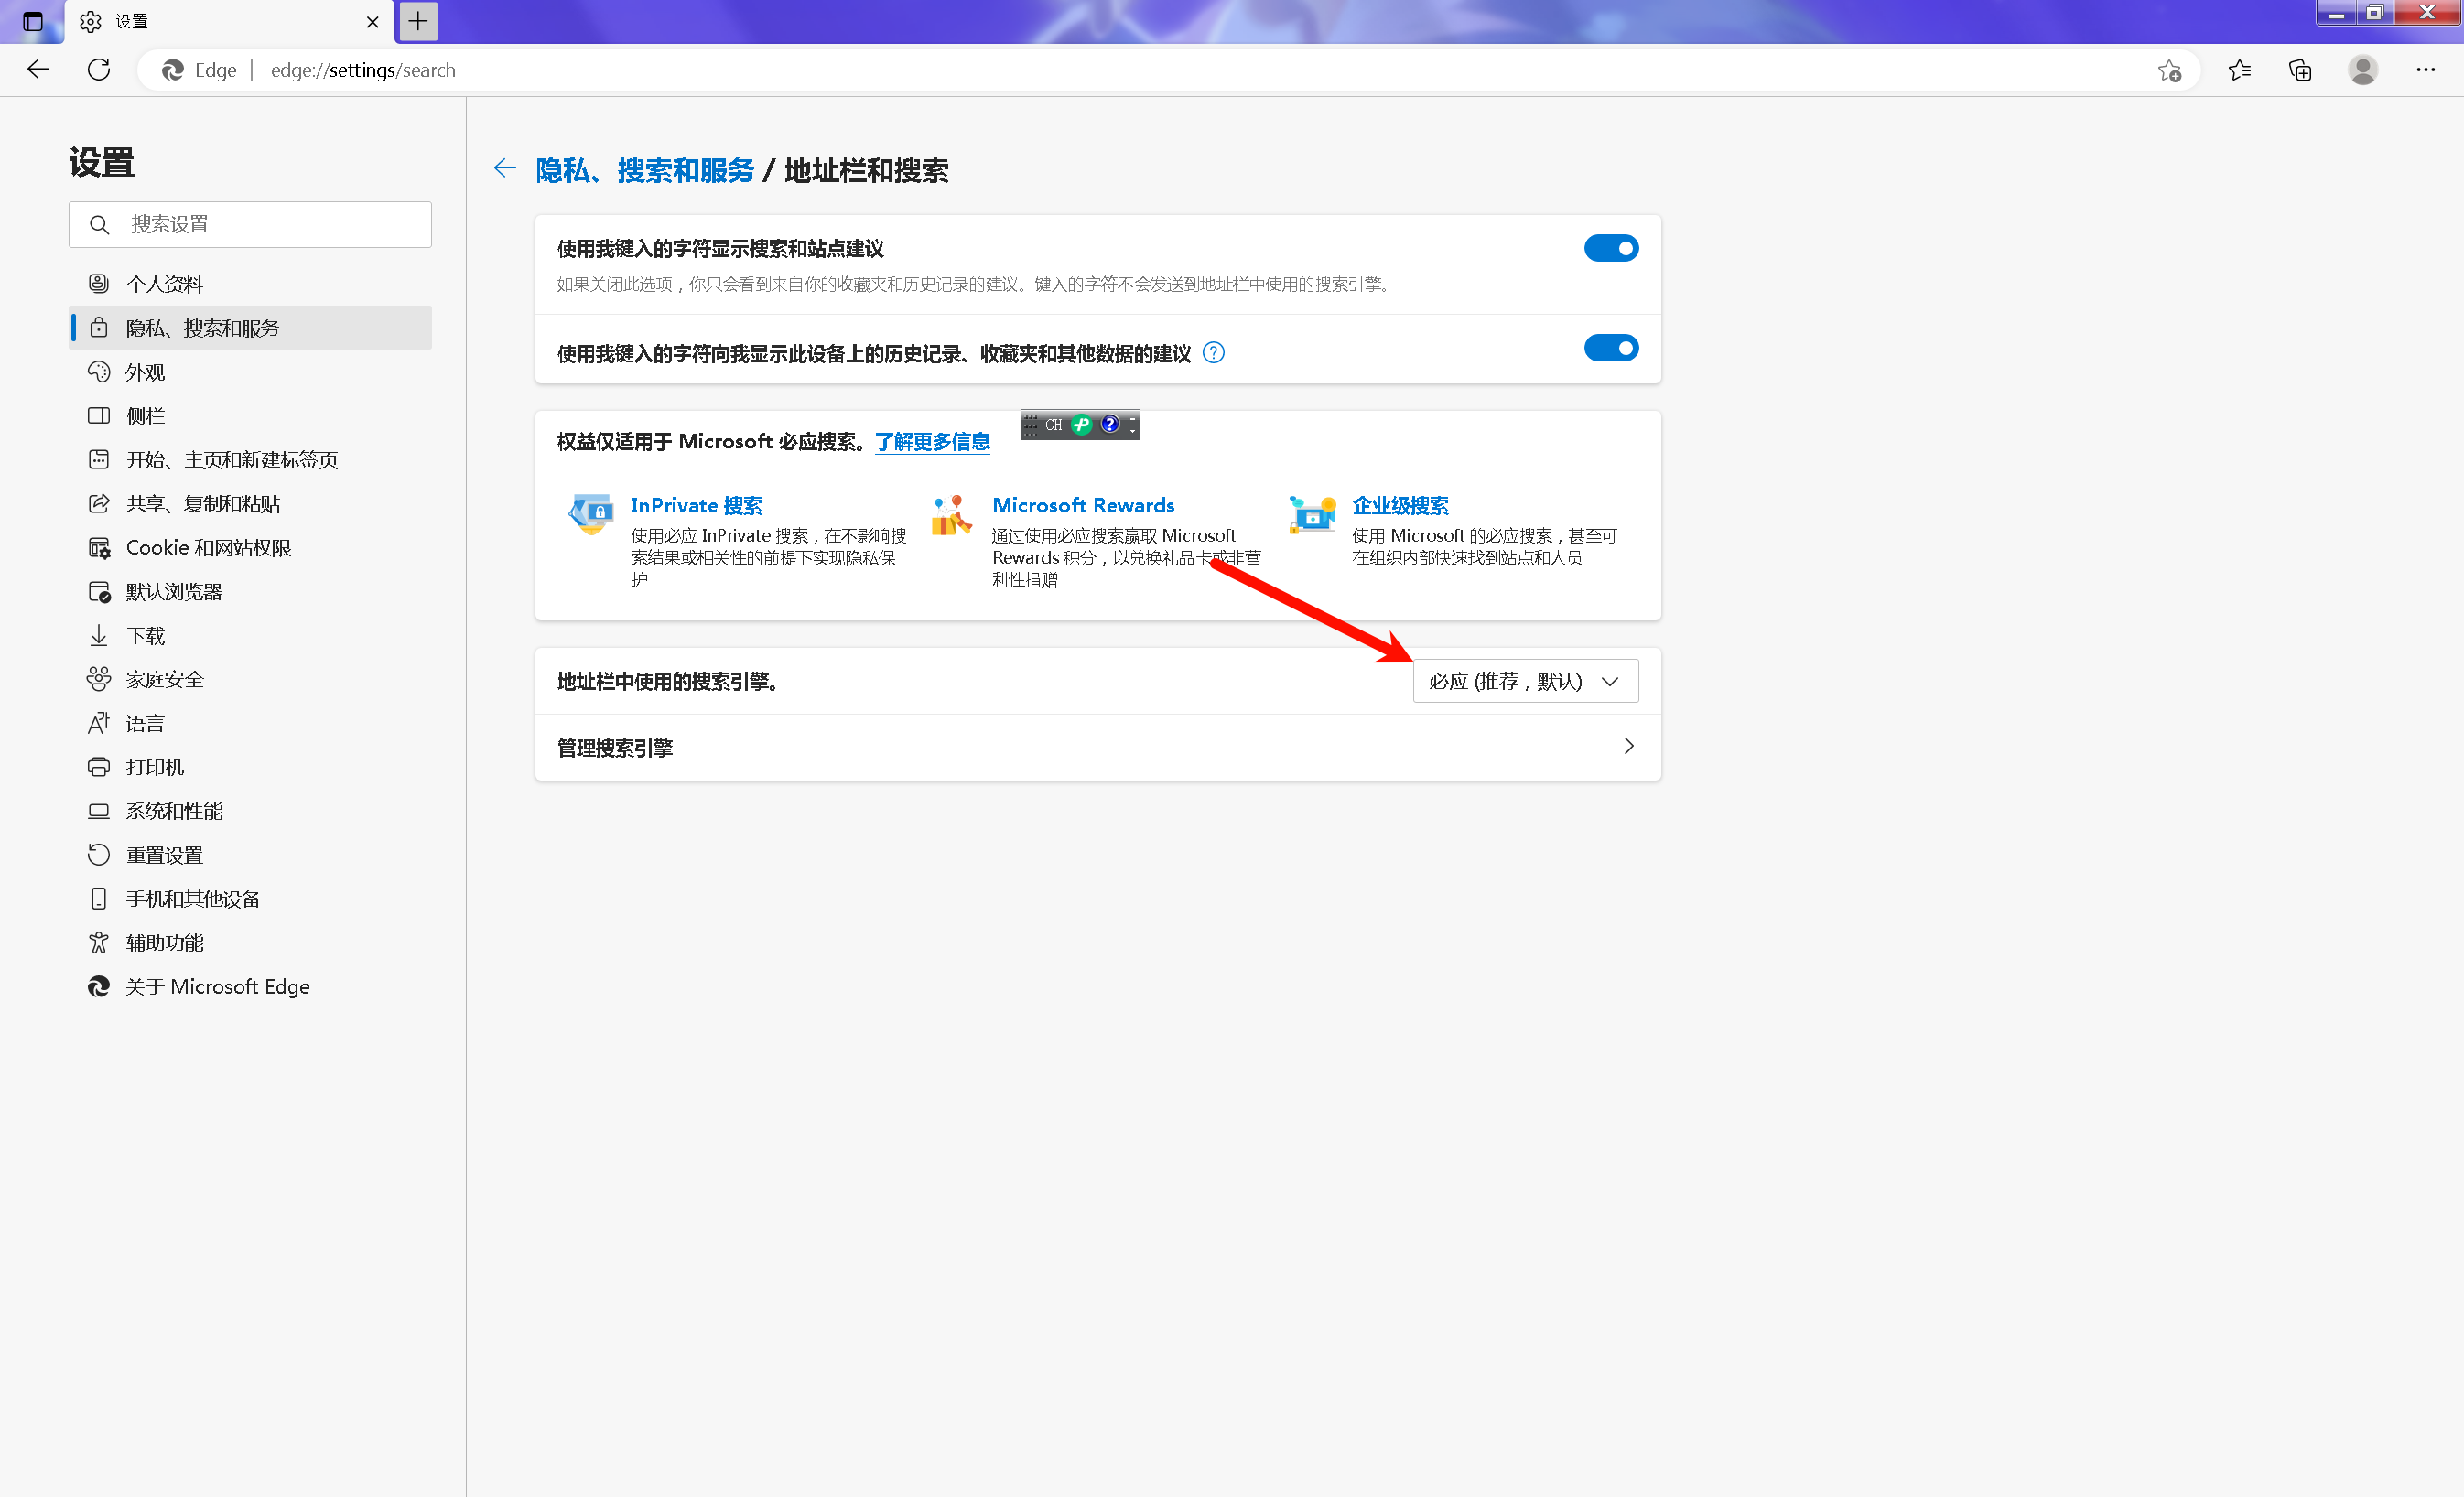 设置
Edge
edge://settings/search
设置
搜索设置
个人资料
隐私、搜索和服务
外观
侧栏
开始、主页和新建标签页
共享、复制和粘贴
Cookie 和网站权限
默认浏览器
下载
家庭安全
语言
打印机
系统和性能
重置设置
手机和其他设备
辅助功能
关于 Microsoft Edge
隐私、搜索和服务 / 地址栏和搜索
使用我键入的字符显示搜索和站点建议
如果关闭此选项，你只会看到来自你的收藏夹和历史记录的建议。键入的字符不会发送到地址栏中使用的搜索引擎。
使用我键入的字符向我显示此设备上的历史记录、收藏夹和其他数据的建议
CH
权益仅适用于 Microsoft 必应搜索。了解更多信息
InPrivate 搜索
使用必应 InPrivate 搜索，在不影响搜
索结果或相关性的前提下实现隐私保
护
Microsoft Rewards
通过使用必应搜索赢取 Microsoft
Rewards 积分，以兑换礼品卡或非营
利性捐赠
企业级搜索
使用 Microsoft 的必应搜索，甚至可
在组织内部快速找到站点和人员
地址栏中使用的搜索引擎。
必应 (推荐，默认)
管理搜索引擎